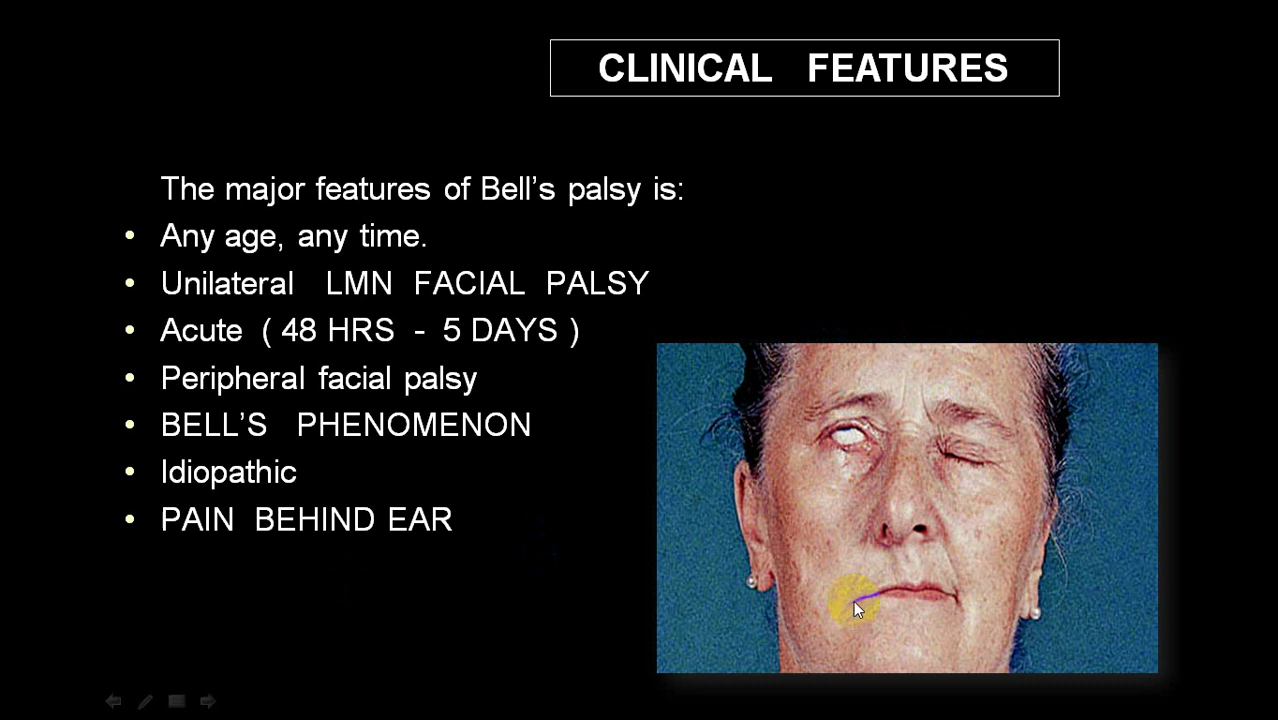 CLINICAL FEATURES
The major features of Bell’s palsy is:
• Any age, any time.
• Unilateral LMN FACIAL PALSY
• Acute ( 48 HRS - 5 DAYS )
• Peripheral facial palsy
• BELL’S PHENOMENON
• Idiopathic
• PAIN BEHIND EAR